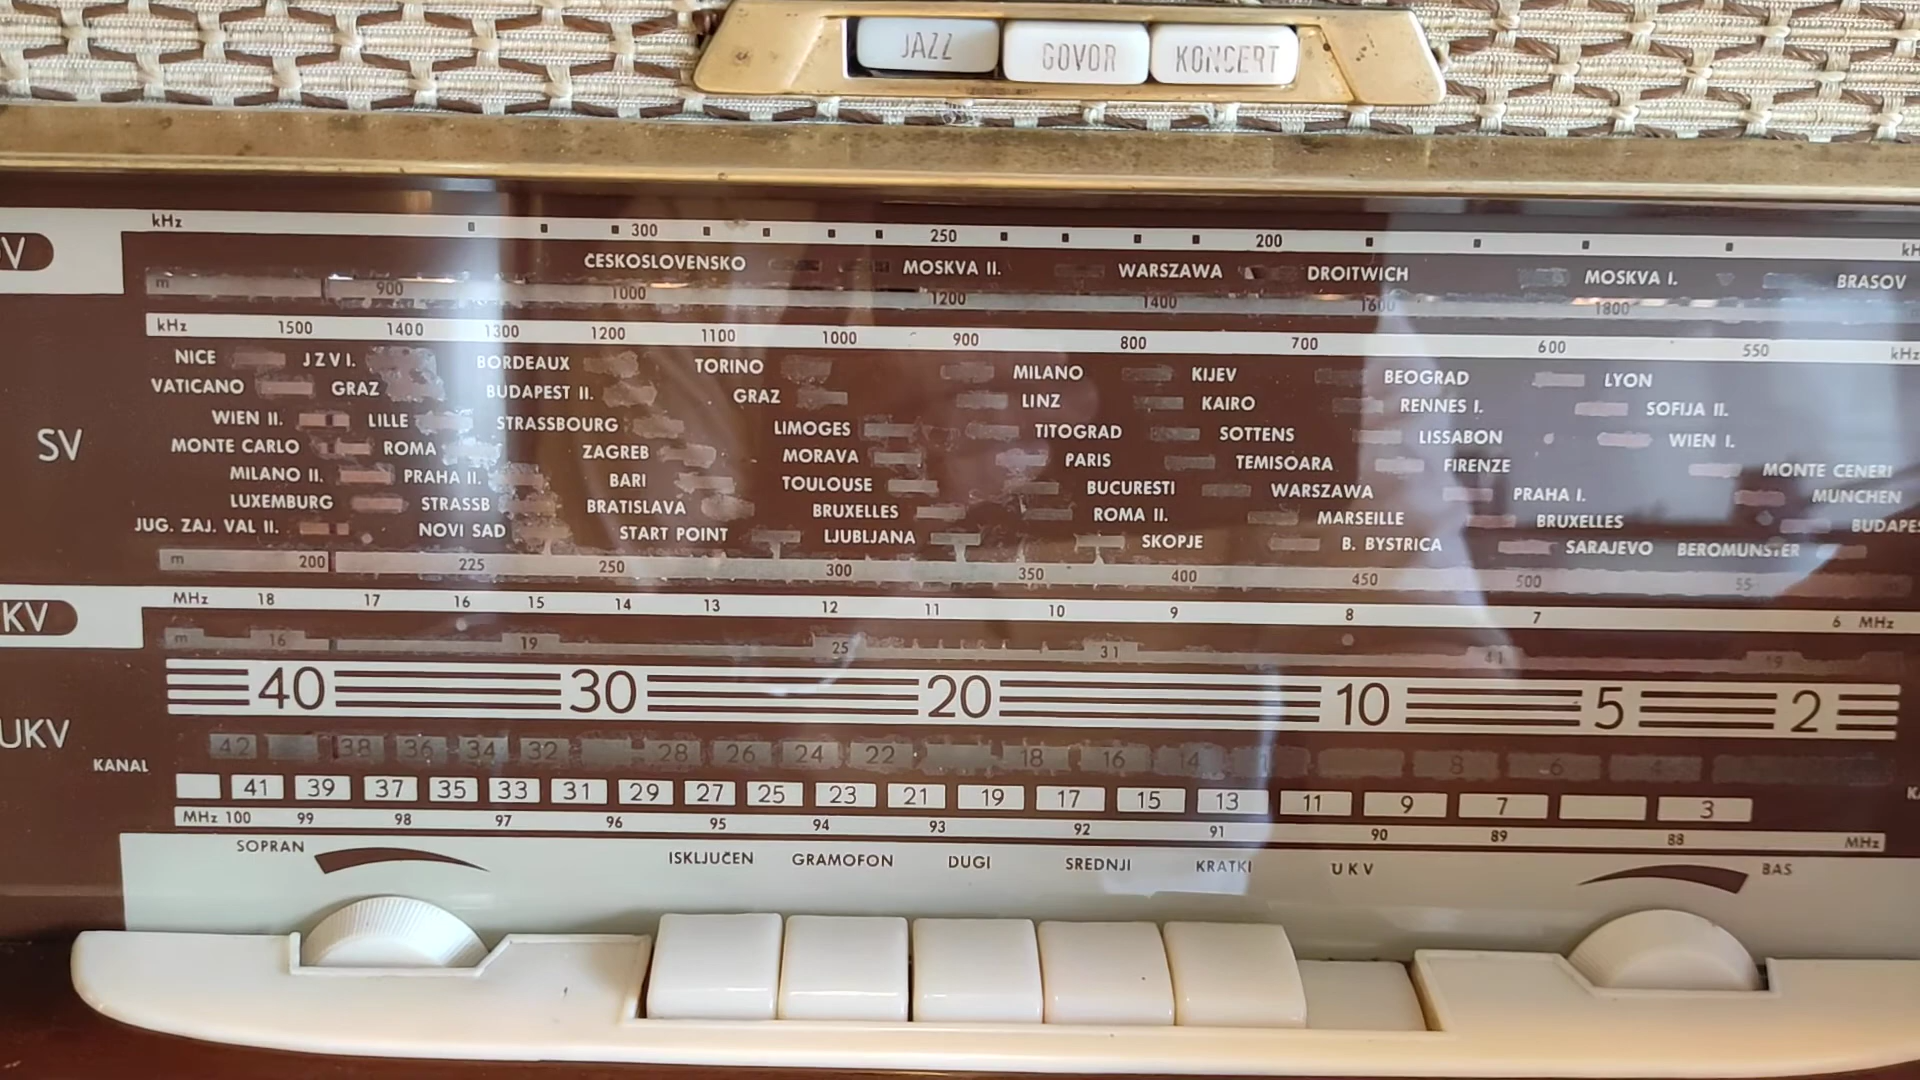 JAZZ GOVOR KONCERT
kHz 300 250 200
ČESKOSLOVENSKO MOSKVA II. WARSZAWA DROITWICH MOSKVA I. BRASOV
m 900 1000 1200 1400 1600 1800
kHz 1500 1400 1300 1200 1100 1000 900 800 700 600 550 kHz
NICE J Z V I. BORDEAUX TORINO MILANO KIJEV BEOGRAD LYON
VATICANO GRAZ BUDAPEST II. GRAZ LINZ KAIRO RENNES I. SOFIJA II.
WIEN II. LILLE STRASSBOURG LIMOGES TITOGRAD SOTTENS LISSABON WIEN I.
SV
MONTE CARLO ROMA ZAGREB MORAVA PARIS TEMISOARA FIRENZE MONTE CENERI
MILANO II. PRAHA II. BARI TOULOUSE BUCURESTI WARSZAWA PRAHA I. MÜNCHEN
LUXEMBURG STRASSB BRATISLAVA BRUXELLES ROMA II. MARSEILLE BRUXELLES
JUG. ZAJ. VAL II. NOVI SAD START POINT LJUBLJANA SKOPJE B. BYSTRICA SARAJEVO BEROMUNSTER
m 200 225 250 300 350 400 450 500
KV
MHz 18 17 16 15 14 13 12 11 10 9 8 7 6 MHz
m 16 19 25 31 41 49
40 30 20 10 5 2
UKV
42 38 36 34 32 28 26 24 22 18 16 14 8 6 4
KANAL
41 39 37 35 33 31 29 27 25 23 21 19 17 15 13 11 9 7 3
MHz 100 99 98 97 96 95 94 93 92 91 90 89 88 MHz
SOPRAN ISKLJUČEN GRAMOFON DUGI SREDNJI KRATKI UKV BAS